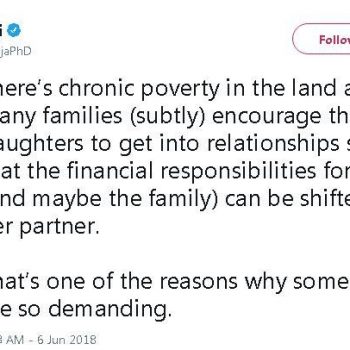 i
jaPhD
Follow
here’s chronic poverty in the land a
any families (subtly) encourage th
aughters to get into relationships s
at the financial responsibilities for
nd maybe the family) can be shifte
er partner.
hat’s one of the reasons why some
e so demanding.
AM - 6 Jun 2018